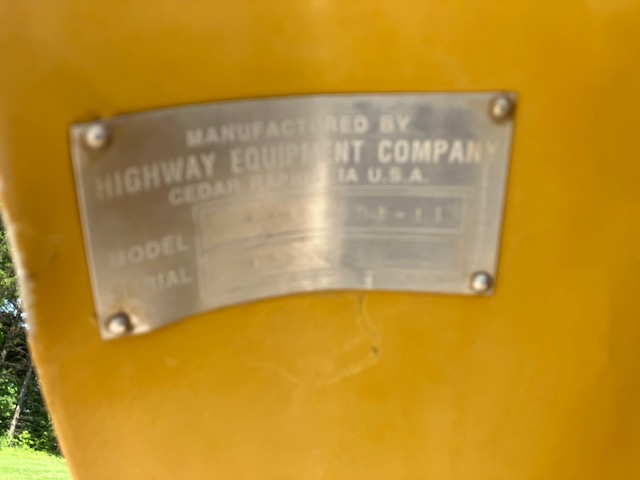 MANUFACTURED BY
HIGHWAY EQUIPMENT COMPANY
CEDAR RAPIDS, IA U.S.A.
MODEL
SERIAL